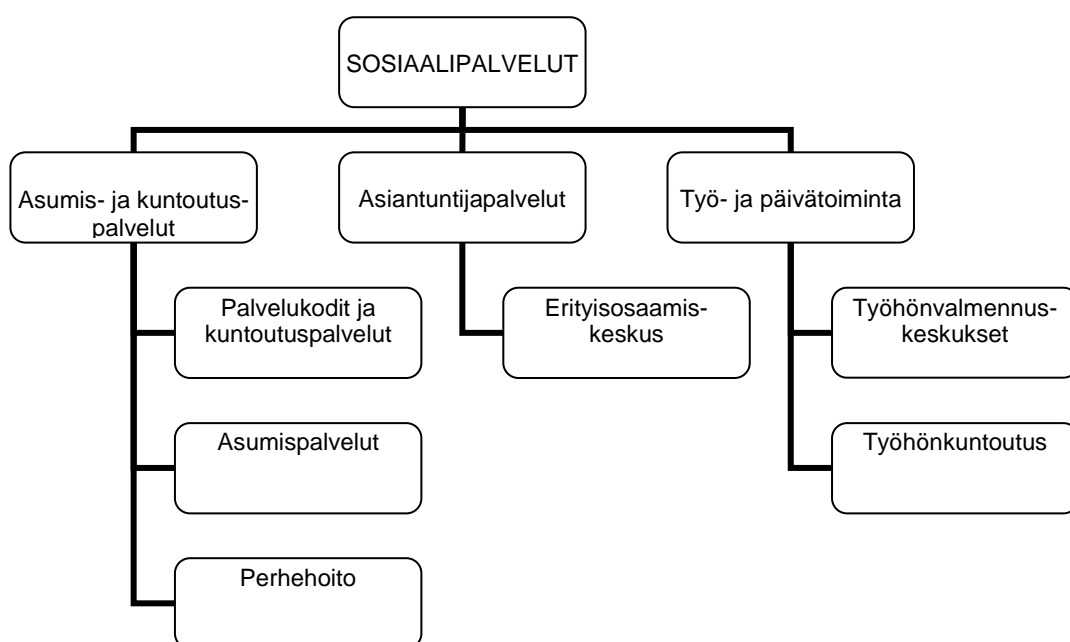 SOSIAALIPALVELUT
Asumis- ja kuntoutus-
palvelut
Asiantuntijapalvelut
Työ- ja päivätoiminta
Palvelukodit ja
kuntoutuspalvelut
Erityisosaamis-
keskus
Työhönvalmennus-
keskukset
Asumispalvelut
Työhönkuntoutus
Perhehoito